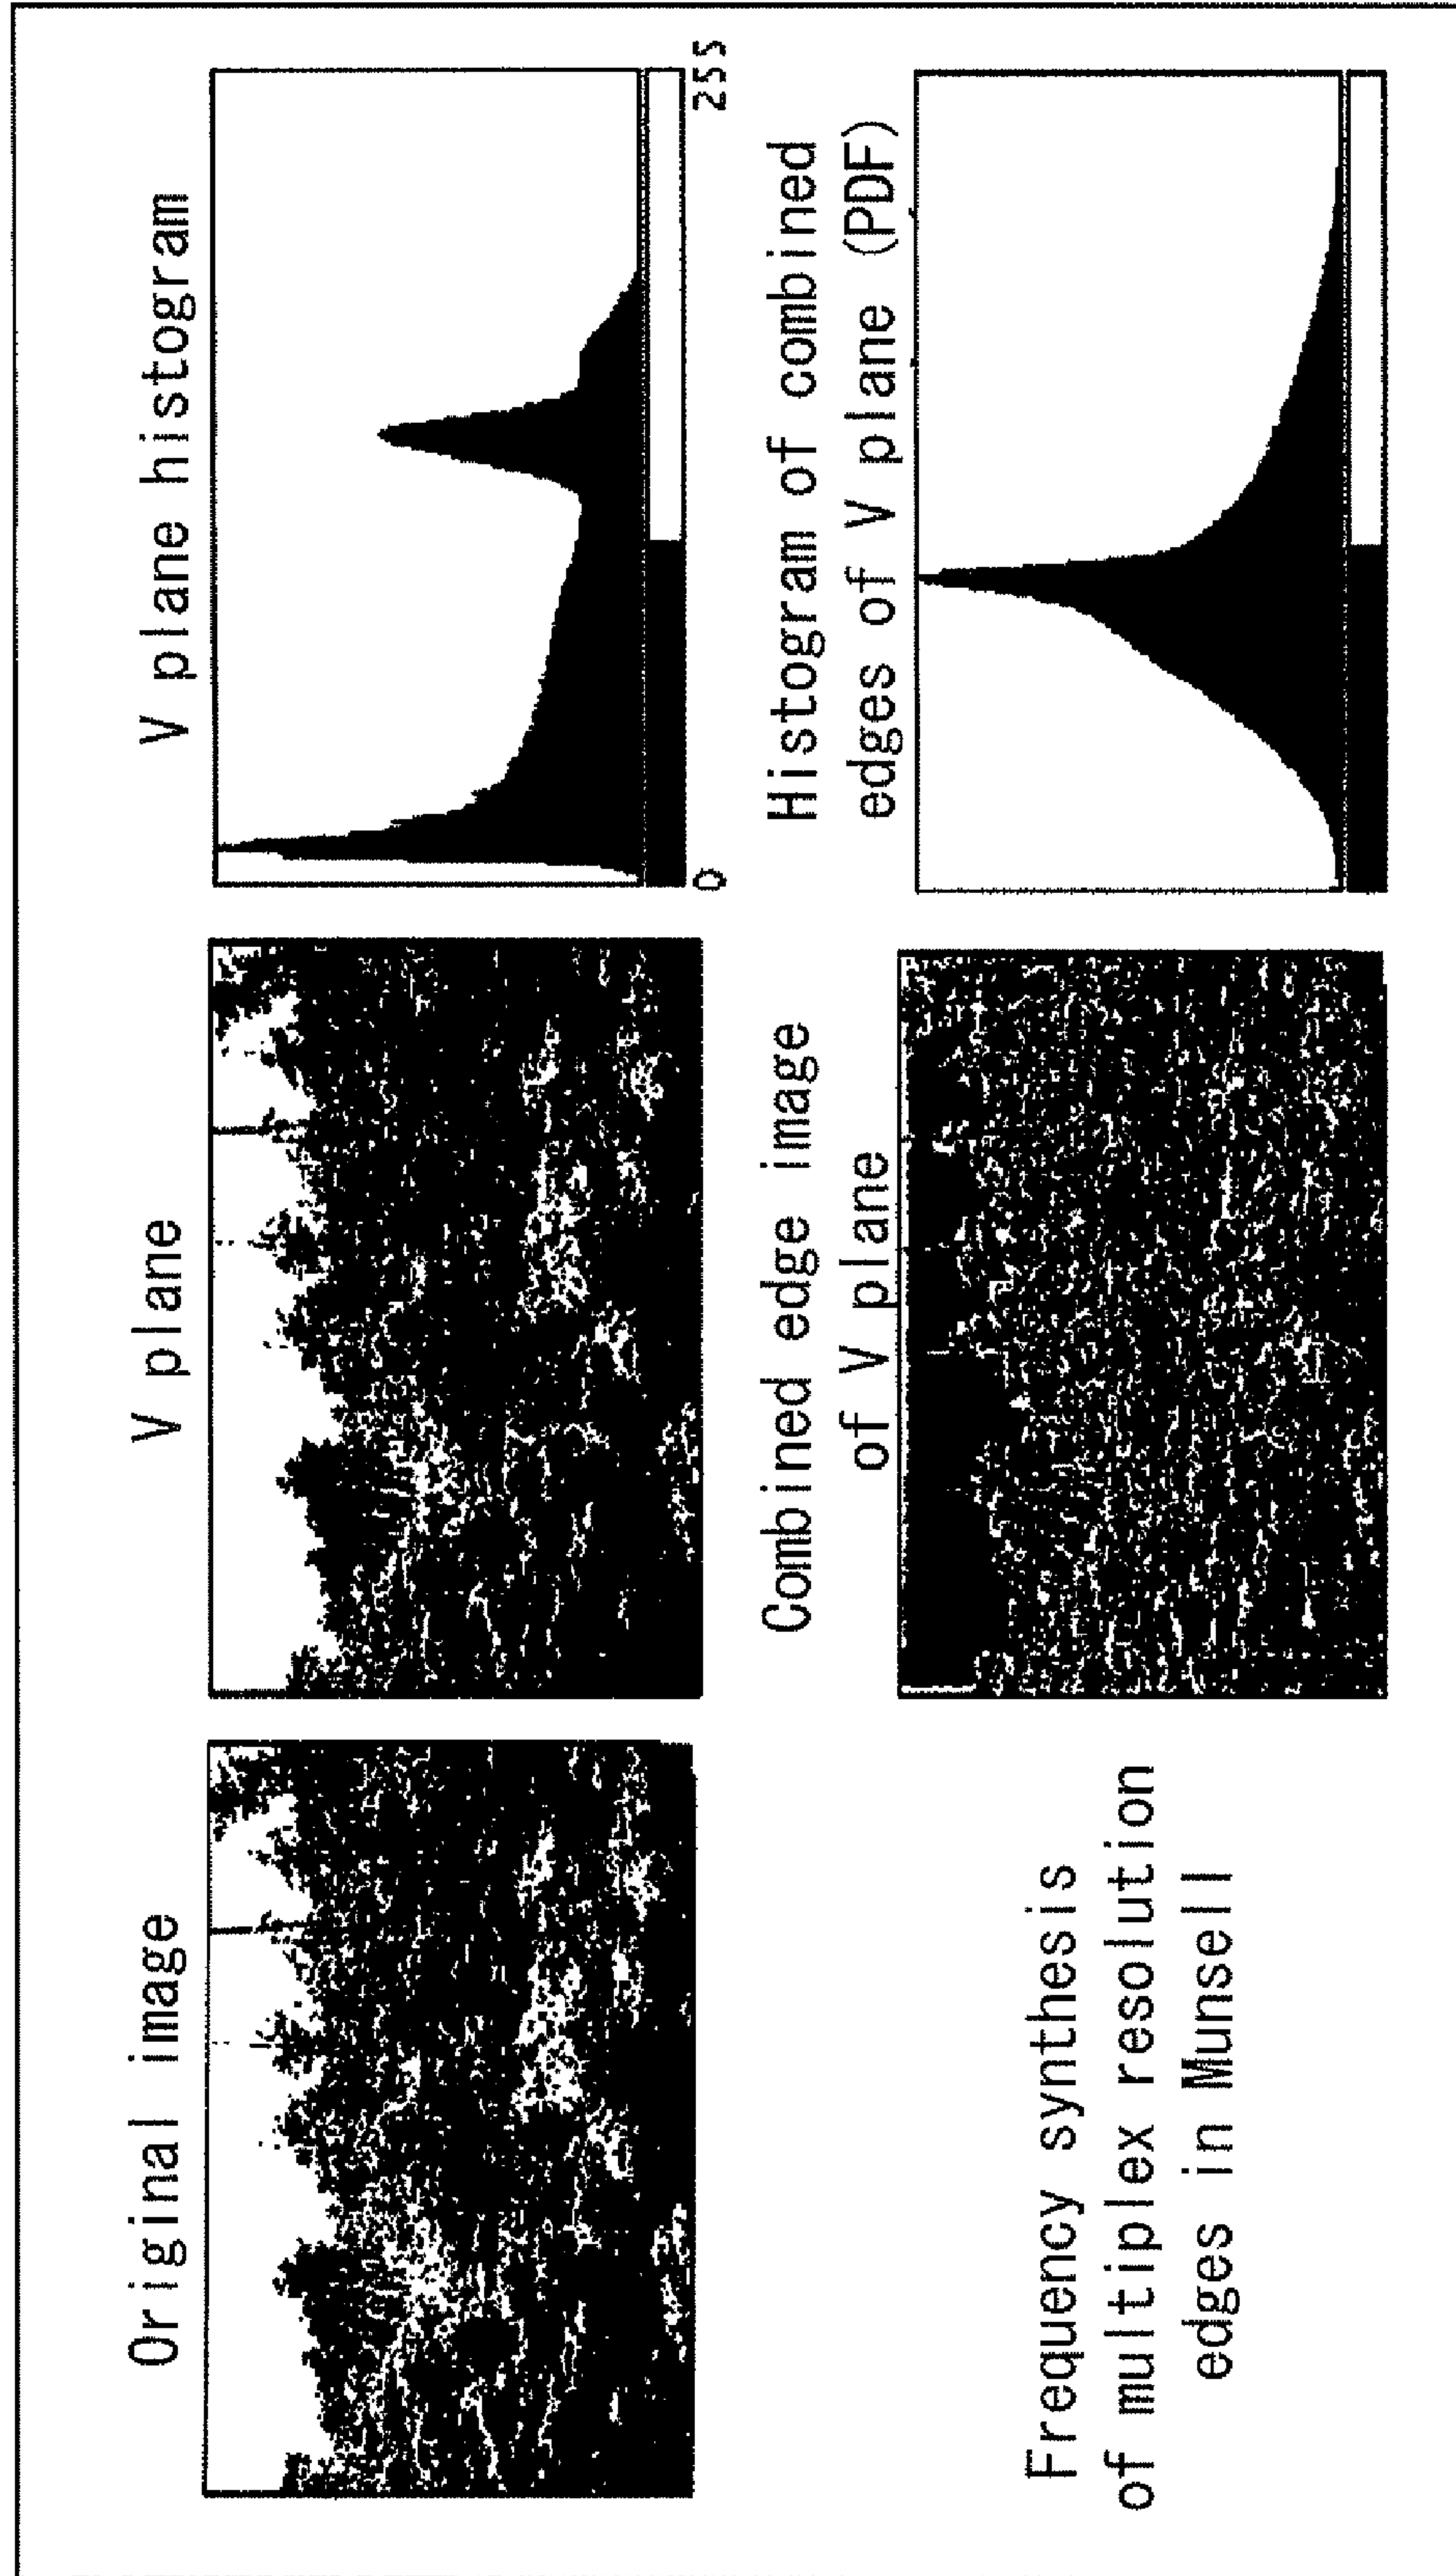 Original image
V plane
V plane histogram
0
255
Frequency synthesis
of multiplex resolution
edges in Munsell
Combined edge image
of V plane
Histogram of combined
edges of V plane (PDF)